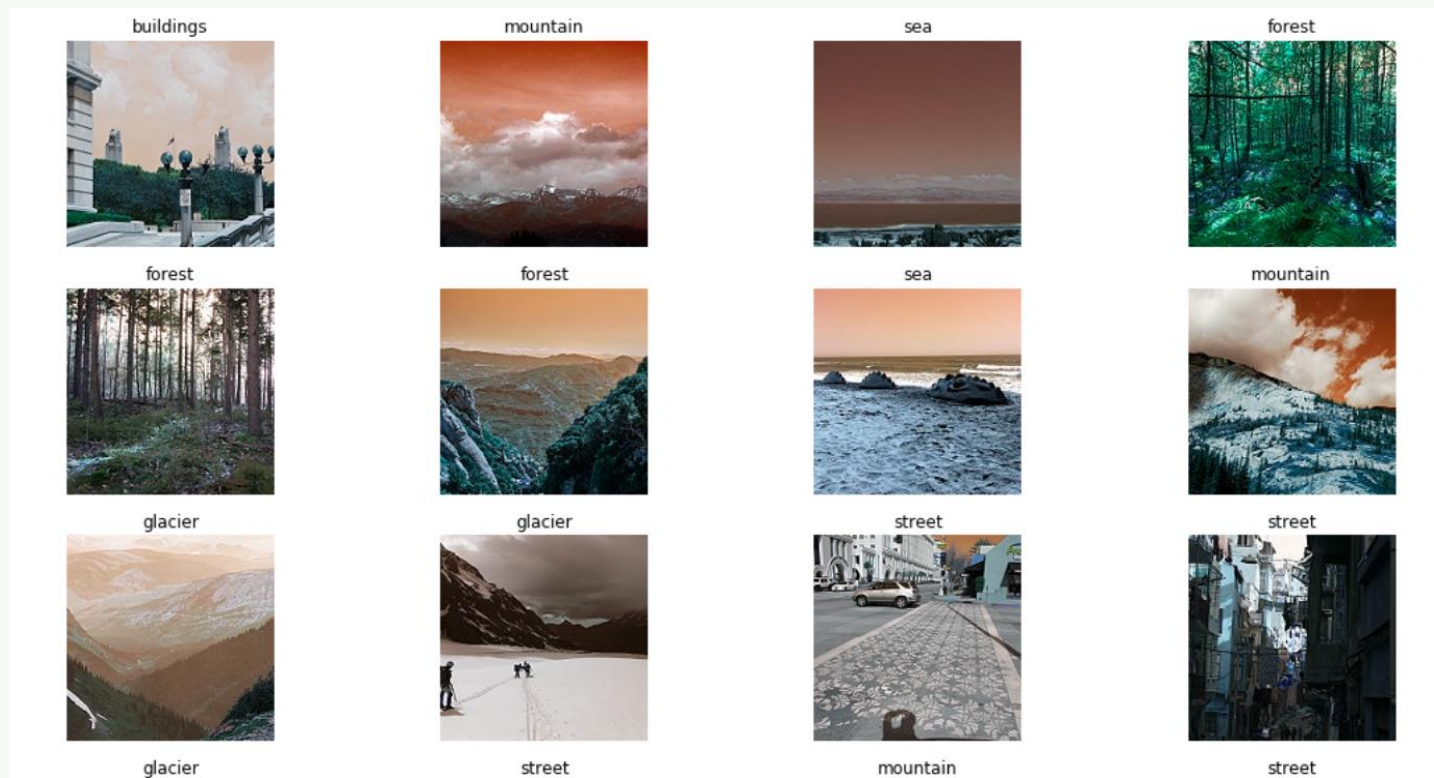 buildings
mountain
sea
forest
forest
forest
sea
mountain
glacier
glacier
street
street
glacier
street
mountain
street